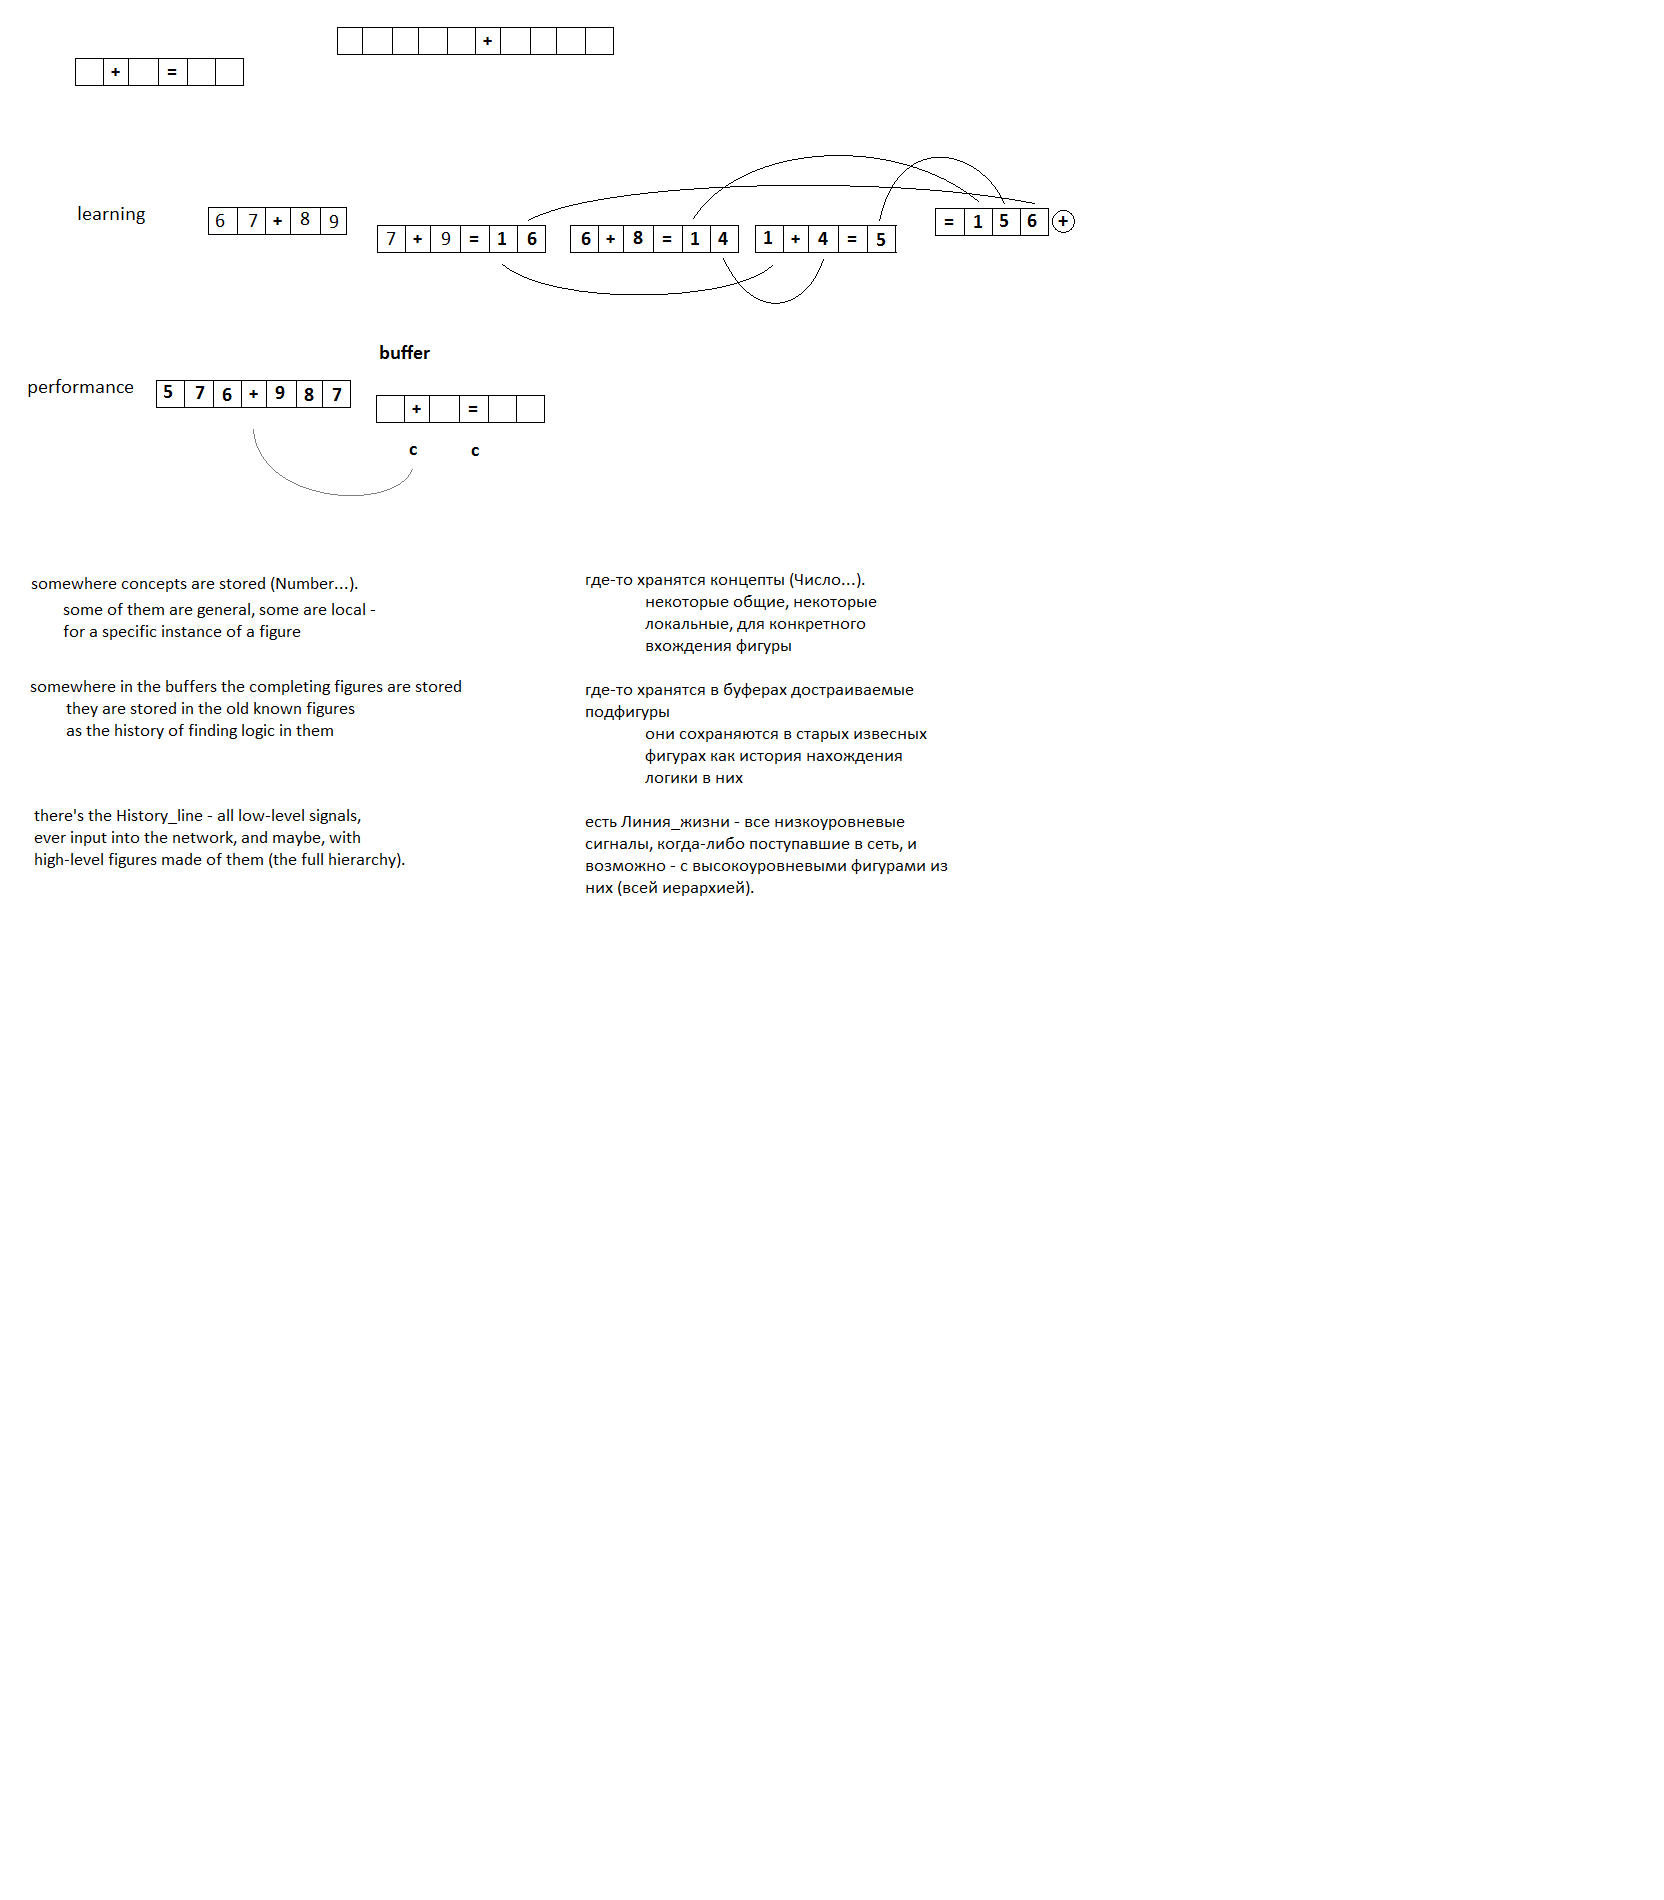 +
+ =
learning
6 7 + 8 9
7 + 9 = 1 6
6 + 8 = 1 4
1 + 4 = 5
= 1 5 6 +
buffer
performance
5 7 6 + 9 8 7
+ =
c c
somewhere concepts are stored (Number...).
some of them are general, some are local -
for a specific instance of a figure
somewhere in the buffers the completing figures are stored
they are stored in the old known figures
as the history of finding logic in them
there's the History_line - all low-level signals,
ever input into the network, and maybe, with
high-level figures made of them (the full hierarchy).
где-то хранятся концепты (Число...).
некоторые общие, некоторые
локальные, для конкретного
вхождения фигуры
где-то хранятся в буферах достраиваемые
подфигуры
они сохраняются в старых извесных
фигурах как история нахождения
логики в них
есть Линия_жизни - все низкоуровневые
сигналы, когда-либо поступавшие в сеть, и
возможно - с высокоуровневыми фигурами из
них (всей иерархией).